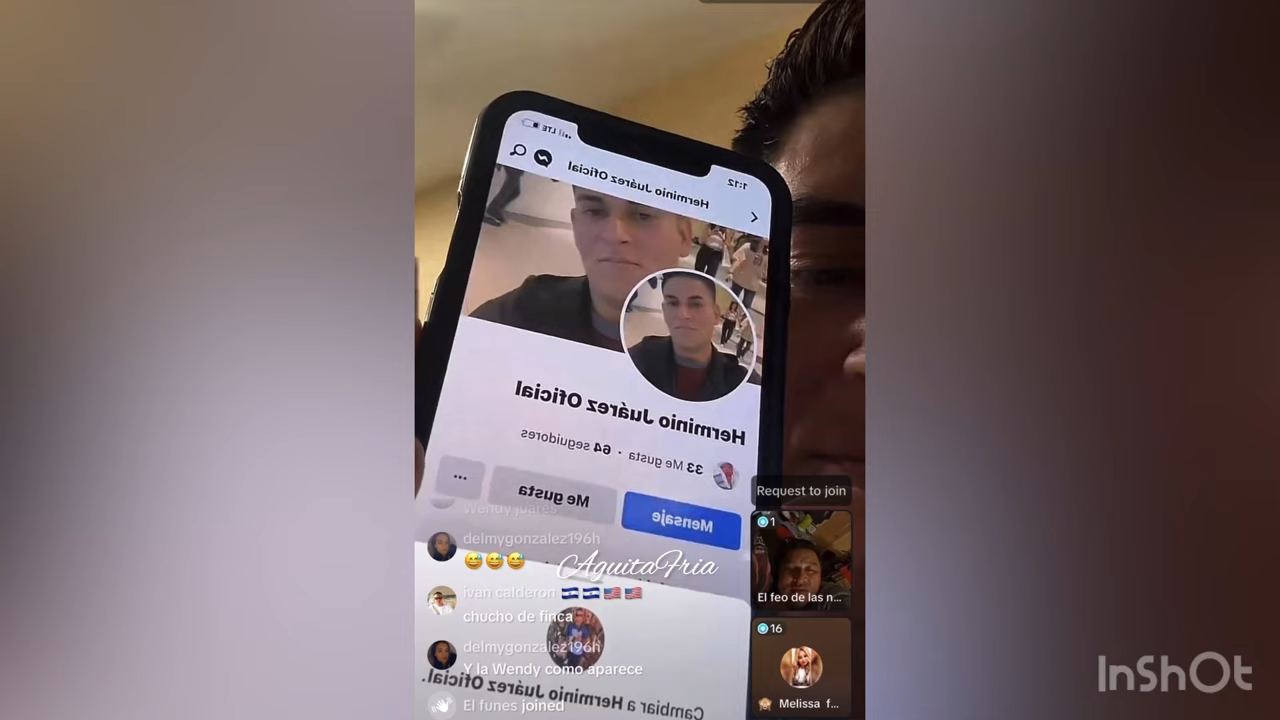 1:12
LTE
Herminio Juárez Oficial
Herminio Juárez Oficial
33 Me gusta · 64 seguidores
Mensaje
Me gusta
...
Wendy juares
delmygonzalez196h
😅😅😅
AguitaFria
ivan calderon 🇸🇻🇸🇻🇺🇸🇺🇸
chucho de finca
delmygonzalez196h
Y la Wendy como aparece
Cambiar a Herminio Juárez Oficial.
El funes joined
Request to join
1
El feo de las n...
16
🙈 Melissa f...
InShOt